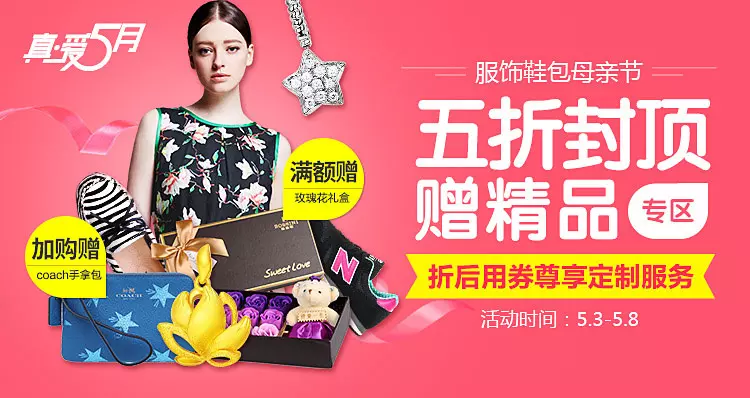 真·爱5月
服饰鞋包母亲节
五折封顶
赠精品 专区
折后用券尊享定制服务
活动时间：5.3-5.8
满额赠
玫瑰花礼盒
加购赠
coach手拿包
ROSSINI
Sweet Love
N
COACH